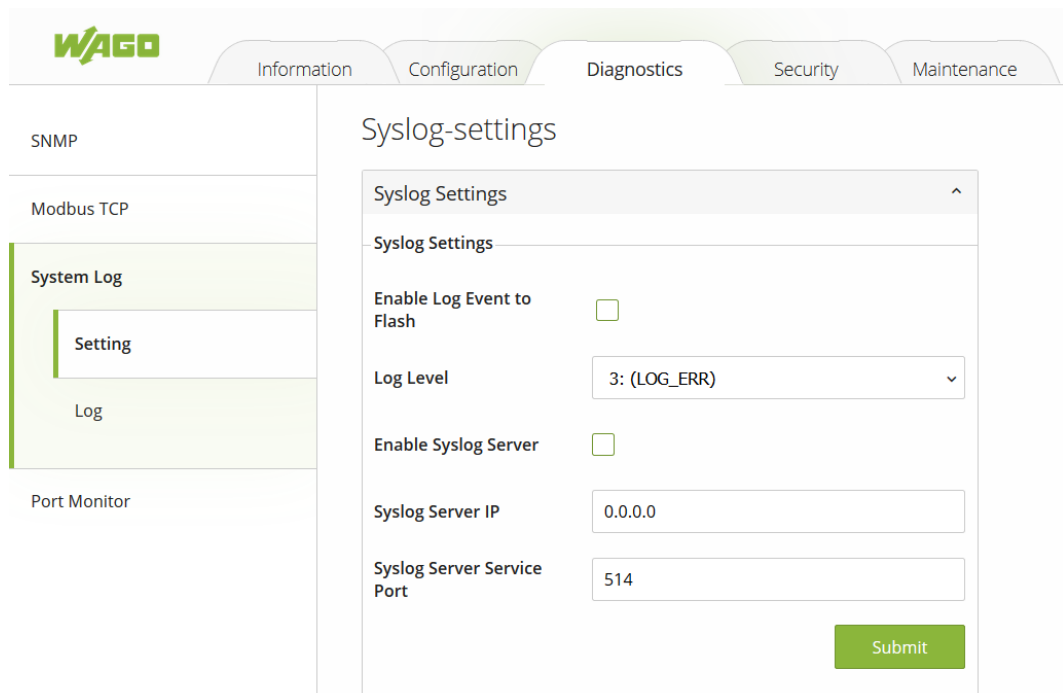 WAGO
Information
Configuration
Diagnostics
Security
Maintenance
SNMP
Modbus TCP
System Log
Setting
Log
Port Monitor
Syslog-settings
Syslog Settings
Syslog Settings
Enable Log Event to
Flash
Log Level
3: (LOG_ERR)
Enable Syslog Server
Syslog Server IP
0.0.0.0
Syslog Server Service
Port
514
Submit